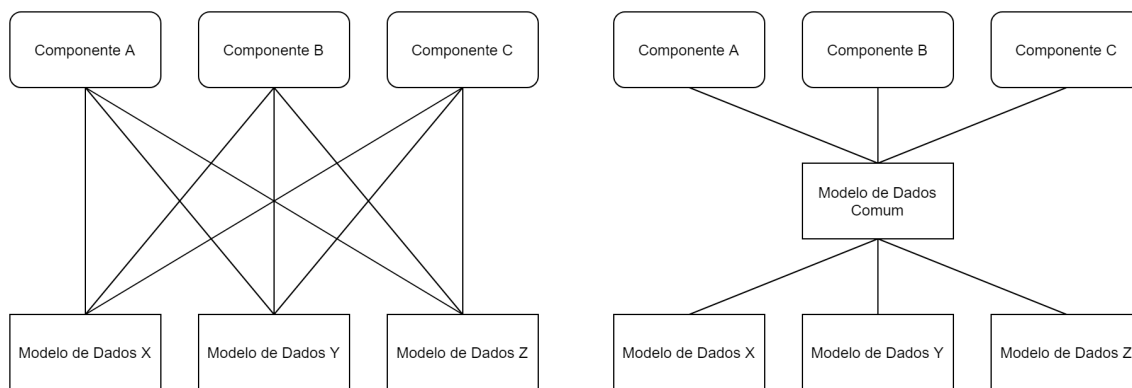 Componente A
Componente B
Componente C
Componente A
Componente B
Componente C
Modelo de Dados
Comum
Modelo de Dados X
Modelo de Dados Y
Modelo de Dados Z
Modelo de Dados X
Modelo de Dados Y
Modelo de Dados Z